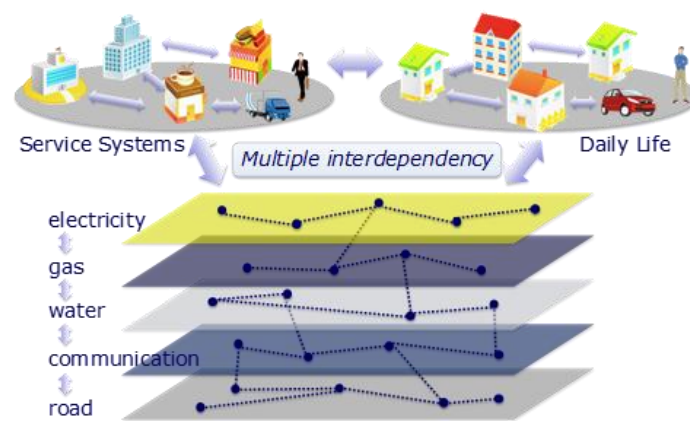 Service Systems
Multiple interdependency
Daily Life
electricity
gas
water
communication
road